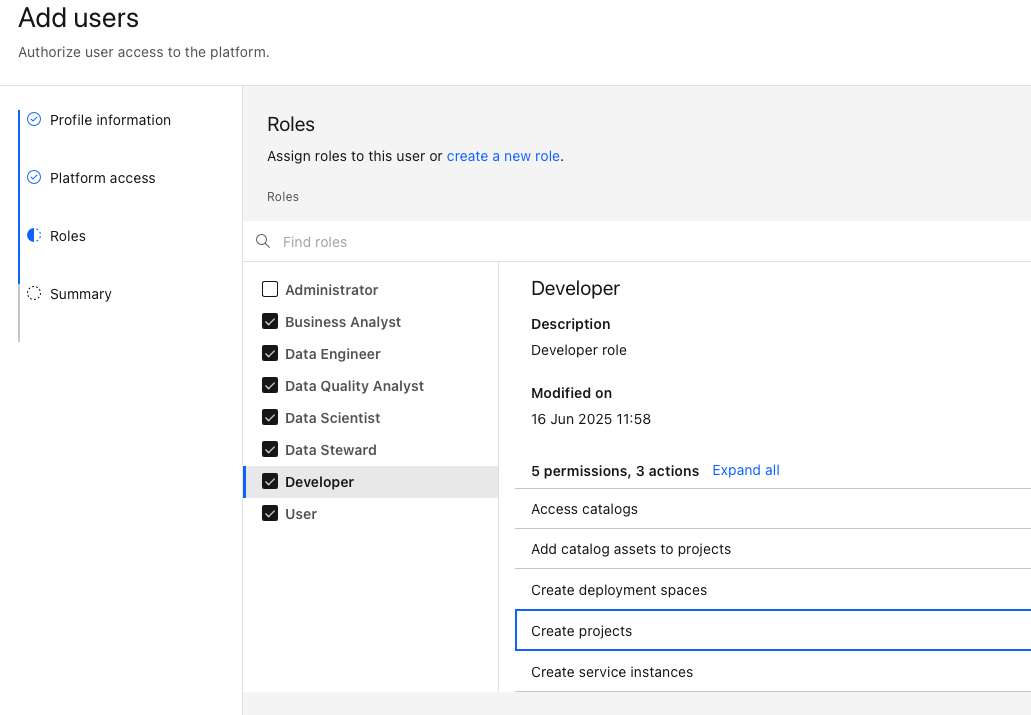 Add users
Authorize user access to the platform.
Profile information
Platform access
Roles
Summary
Roles
Assign roles to this user or create a new role.
Roles
Find roles
Administrator
Business Analyst
Data Engineer
Data Quality Analyst
Data Scientist
Data Steward
Developer
User
Developer
Description
Developer role
Modified on
16 Jun 2025 11:58
5 permissions, 3 actions Expand all
Access catalogs
Add catalog assets to projects
Create deployment spaces
Create projects
Create service instances